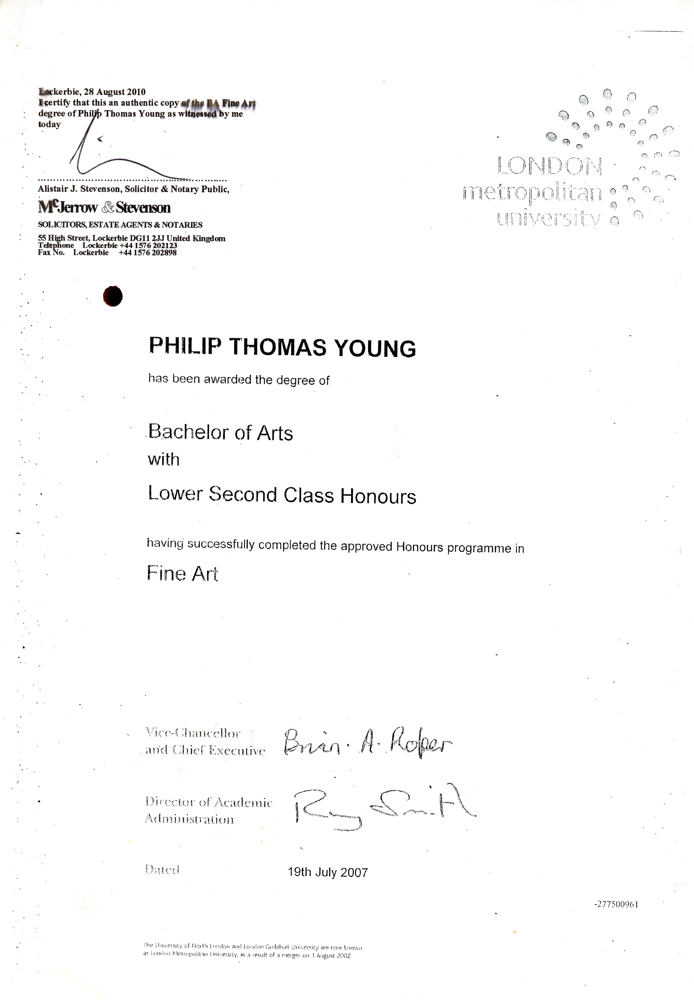 Lockerbie, 28 August 2010
I certify that this an authentic copy of the BA Fine Art
degree of Philip Thomas Young as witnessed by me
today
Alistair J. Stevenson, Solicitor & Notary Public,
McJerrow & Stevenson
SOLICITORS, ESTATE AGENTS & NOTARIES
55 High Street, Lockerbie DG11 2JJ United Kingdom
Telephone Lockerbie +44 1576 202123
Fax No. Lockerbie +44 1576 202898
LONDON
metropolitan
university
PHILIP THOMAS YOUNG
has been awarded the degree of
Bachelor of Arts
with
Lower Second Class Honours
having successfully completed the approved Honours programme in
Fine Art
Vice-Chancellor
and Chief Executive
Brian. A. Roper
Director of Academic
Administration
Smith
Dated
19th July 2007
-277500961
The University of North London and London Guildhall University are now known
as London Metropolitan University, as a result of a merger on 1 August 2002.